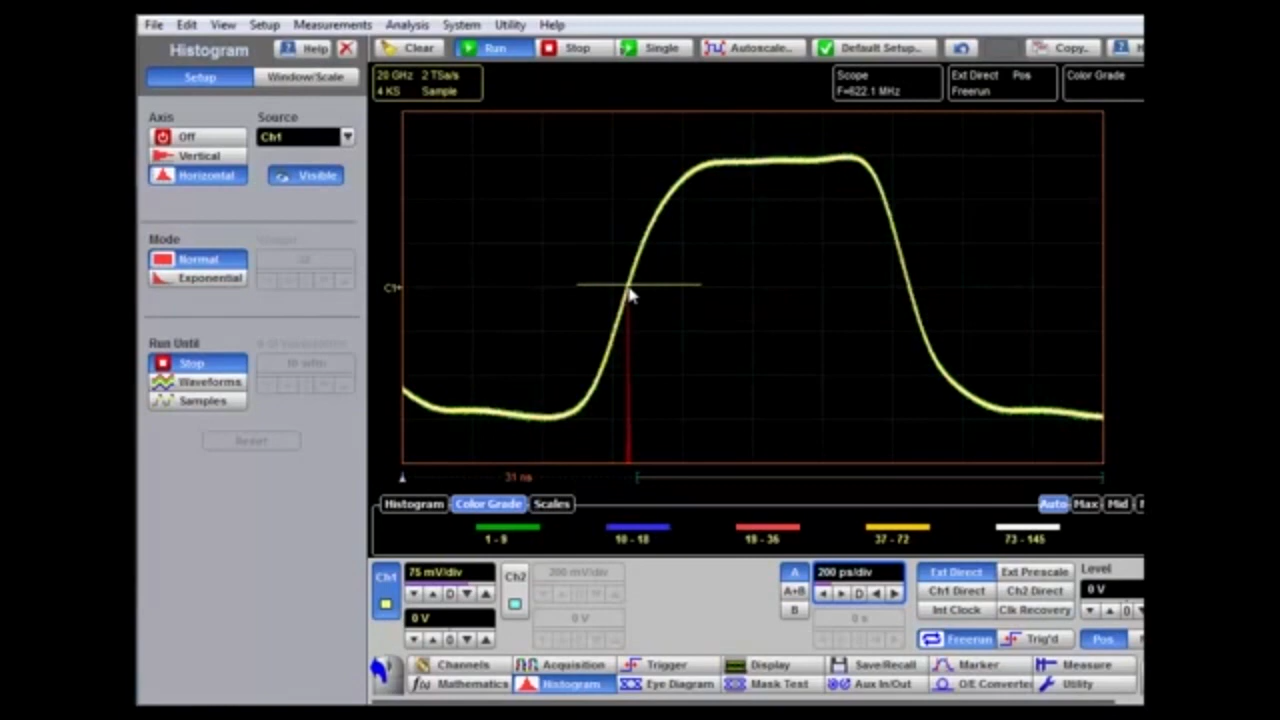 File Edit View Setup Measurements Analysis System Utility Help
Histogram Help Clear Run Stop Single Autoscale... Default Setup... Copy..
Setup Window/Scale
20 GHz 2 TSa/s
4 KS Sample
Scope
F=622.1 MHz
Ext Direct Pos
Freerun
Color Grade
Axis Source
Off Ch1
Vertical
Horizontal Visible
Mode
Normal
Exponential
C1
Run Until
Stop
Waveforms
Samples
Reset
31 ns
Histogram Color Grade Scales Auto Max Mid
1 - 9 10 - 18 19 - 36 37 - 72 73 - 145
Ch1 75 mV/div Ch2 200 mV/div A 200 ps/div Ext Direct Ext Prescale Level
A+B Ch1 Direct Ch2 Direct 0 V
0 V 0 V B 0 s Int Clock Clk Recovery
Freerun Trig'd Pos
Channels Acquisition Trigger Display Save/Recall Marker Measure
Mathematics Histogram Eye Diagram Mask Test Aux In/Out O/E Converter Utility